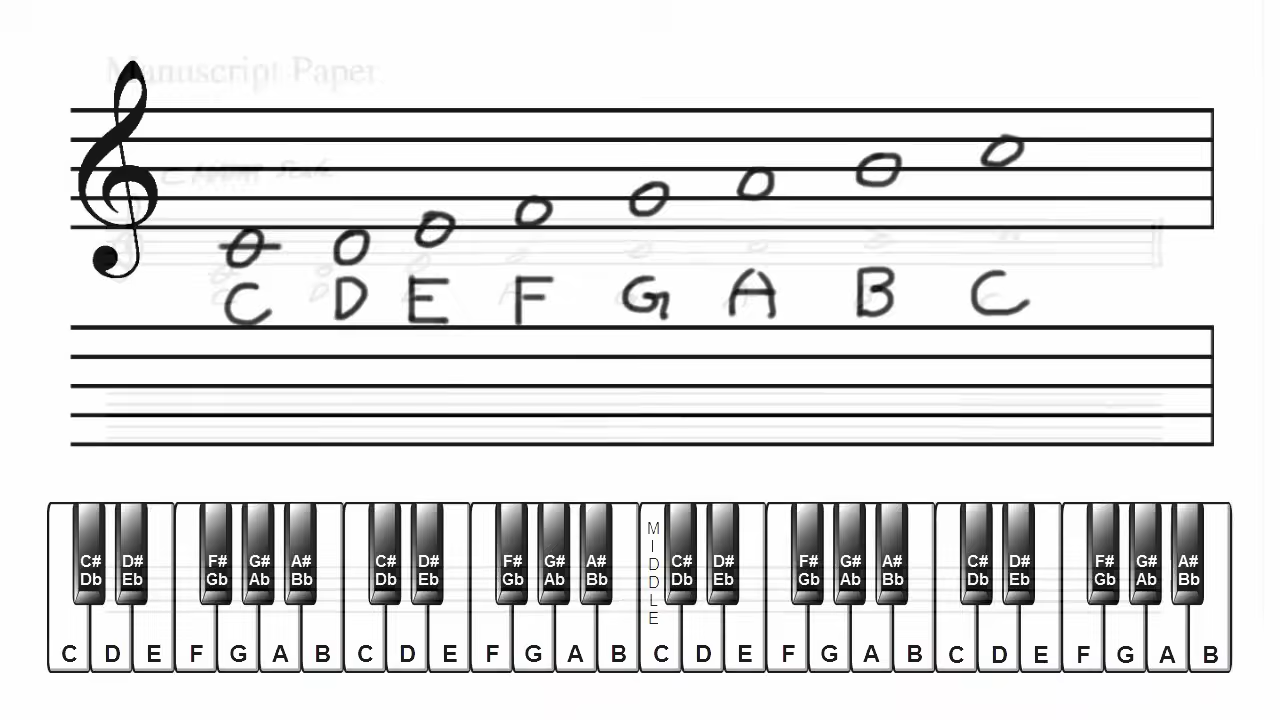 Manuscript Paper
C D E F G A B C
C# D# F# G# A# C# D# F# G# A# C# D# F# G# A# C# D# F# G# A#
Db Eb Gb Ab Bb Db Eb Gb Ab Bb Db Eb Gb Ab Bb Db Eb Gb Ab Bb
MIDDLE
C D E F G A B C D E F G A B C D E F G A B C D E F G A B